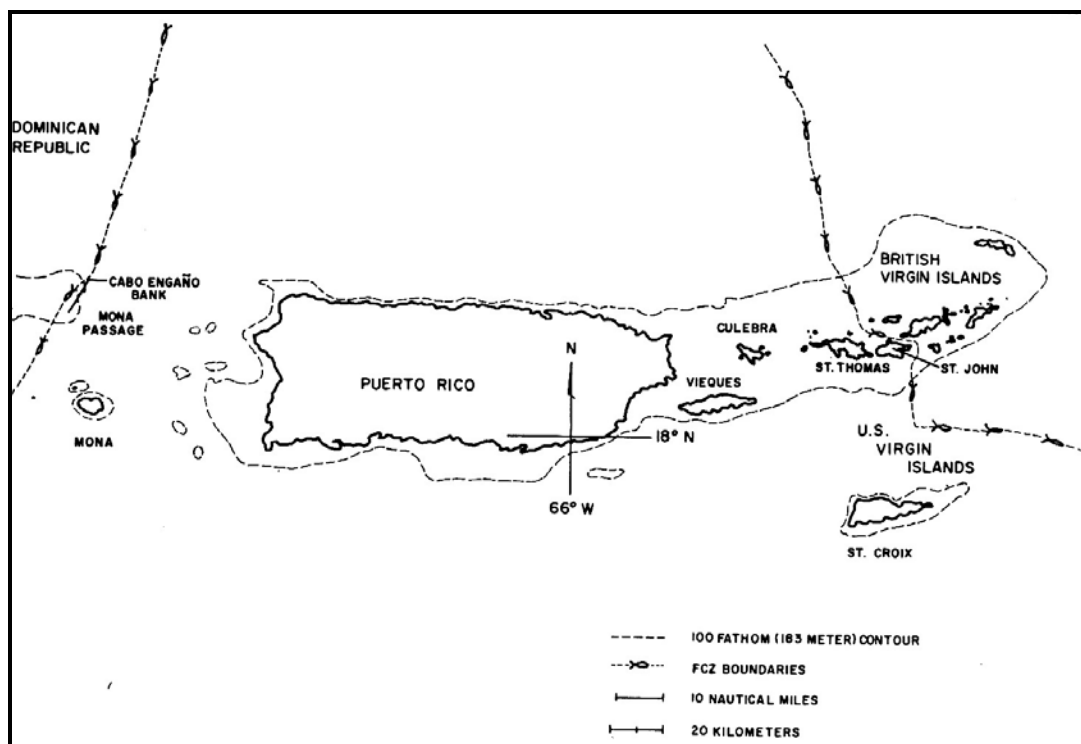 DOMINICAN
REPUBLIC
CABO ENGAÑO
BANK
MONA
PASSAGE
MONA
PUERTO RICO
N
18° N
66° W
CULEBRA
VIEQUES
BRITISH
VIRGIN ISLANDS
ST. THOMAS
ST. JOHN
U.S.
VIRGIN
ISLANDS
ST. CROIX
100 FATHOM (183 METER) CONTOUR
FCZ BOUNDARIES
10 NAUTICAL MILES
20 KILOMETERS